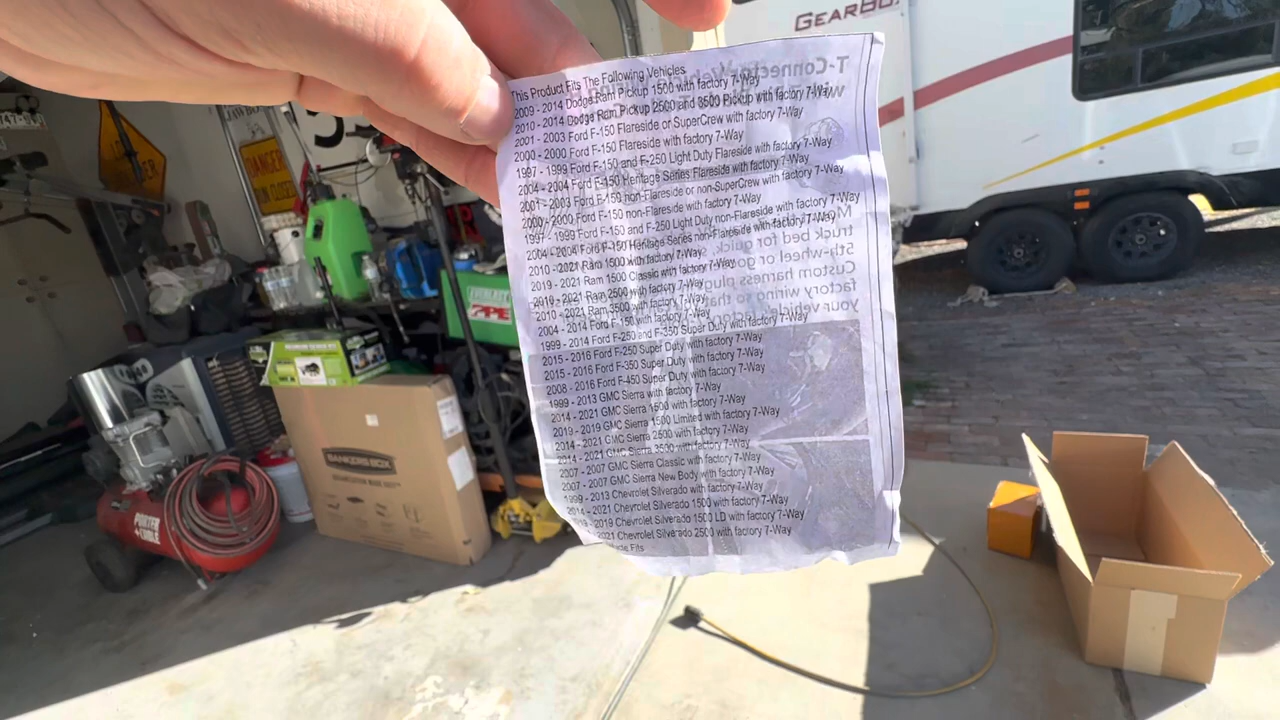 This Product Fits The Following Vehicles
2009 - 2014 Dodge Ram Pickup 1500 with factory 7-Way
2010 - 2014 Dodge Ram Pickup 2500 and 3500 Pickup with factory 7-Way
2001 - 2003 Ford F-150 Flareside or SuperCrew with factory 7-Way
2000 - 2000 Ford F-150 Flareside with factory 7-Way
1997 - 1999 Ford F-150 and F-250 Light Duty Flareside with factory 7-Way
2004 - 2004 Ford F-150 Heritage Series Flareside with factory 7-Way
2001 - 2003 Ford F-150 non-Flareside or non-SuperCrew with factory 7-Way
2000 - 2000 Ford F-150 non-Flareside with factory 7-Way
1997 - 1999 Ford F-150 and F-250 Light Duty non-Flareside with factory 7-Way
2004 - 2004 Ford F-150 Heritage Series non-Flareside with factory 7-Way
2010 - 2021 Ram 1500 with factory 7-Way
2019 - 2021 Ram 1500 Classic with factory 7-Way
2010 - 2021 Ram 2500 with factory 7-Way
2010 - 2021 Ram 3500 with factory 7-Way
2004 - 2014 Ford F-150 with factory 7-Way
1999 - 2014 Ford F-250 and F-350 Super Duty with factory 7-Way
2015 - 2016 Ford F-250 Super Duty with factory 7-Way
2015 - 2016 Ford F-350 Super Duty with factory 7-Way
2008 - 2016 Ford F-450 Super Duty with factory 7-Way
1999 - 2013 GMC Sierra with factory 7-Way
2014 - 2021 GMC Sierra 1500 with factory 7-Way
2019 - 2019 GMC Sierra 1500 Limited with factory 7-Way
2014 - 2021 GMC Sierra 2500 with factory 7-Way
2014 - 2021 GMC Sierra 3500 with factory 7-Way
2007 - 2007 GMC Sierra Classic with factory 7-Way
2007 - 2007 GMC Sierra New Body with factory 7-Way
1999 - 2013 Chevrolet Silverado with factory 7-Way
2014 - 2021 Chevrolet Silverado 1500 with factory 7-Way
2019 Chevrolet Silverado 1500 LD with factory 7-Way
2021 Chevrolet Silverado 2500 with factory 7-Way
Fits
GEARBOX
DANGER
EVERLAST
BANKERS BOX
PORTER
+CABLE